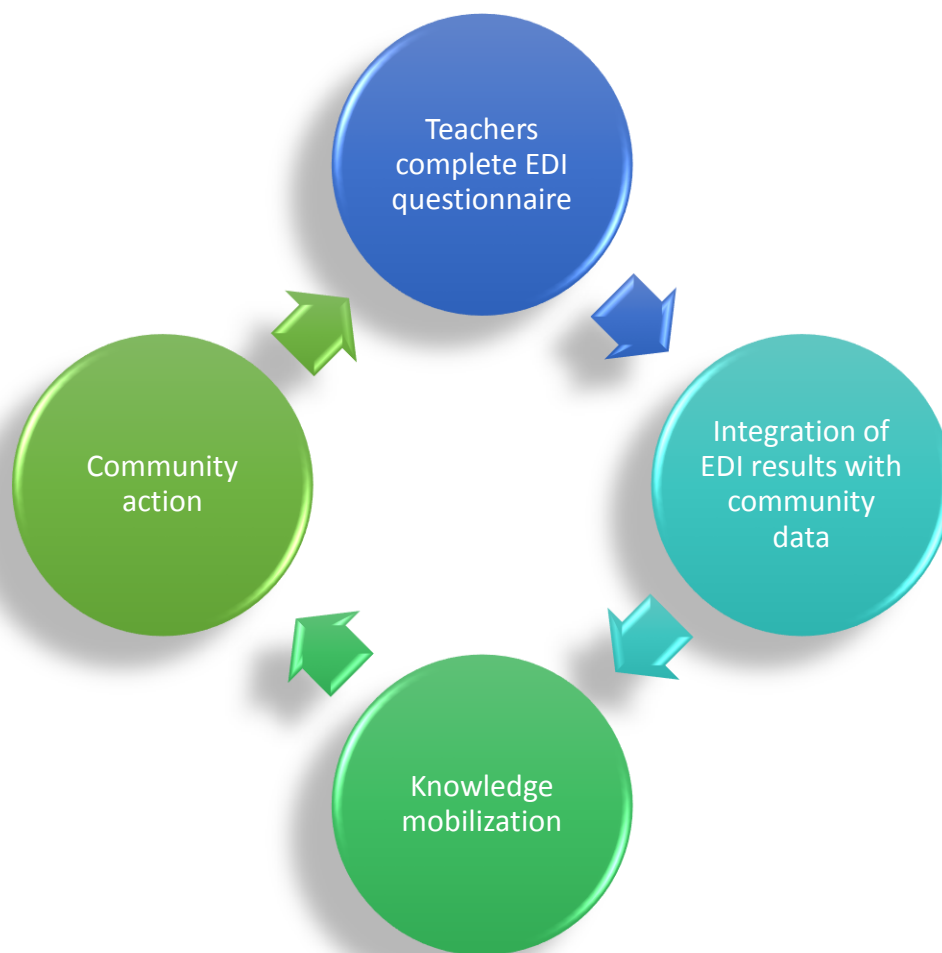 Teachers
complete EDI
questionnaire
Integration of
EDI results with
community
data
Knowledge
mobilization
Community
action